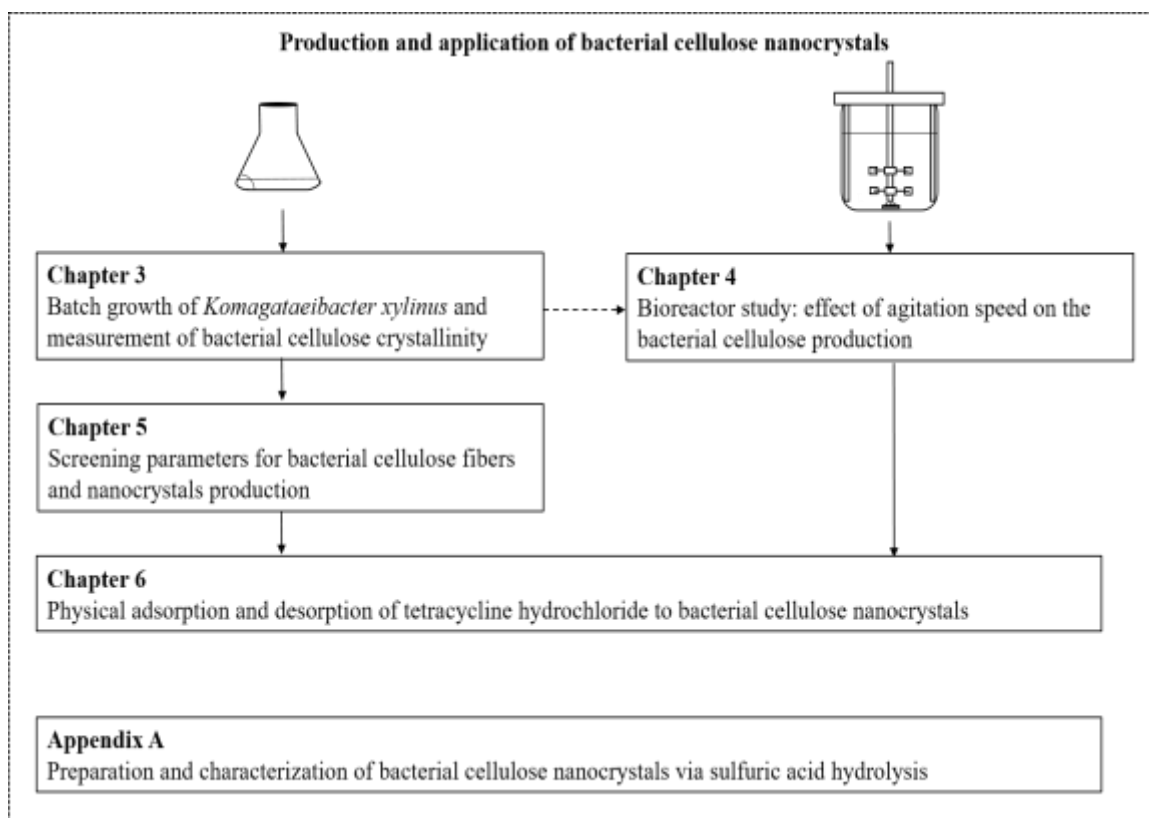 Production and application of bacterial cellulose nanocrystals
Chapter 3
Batch growth of Komagataeibacter xylinus and
measurement of bacterial cellulose crystallinity
Chapter 4
Bioreactor study: effect of agitation speed on the
bacterial cellulose production
Chapter 5
Screening parameters for bacterial cellulose fibers
and nanocrystals production
Chapter 6
Physical adsorption and desorption of tetracycline hydrochloride to bacterial cellulose nanocrystals
Appendix A
Preparation and characterization of bacterial cellulose nanocrystals via sulfuric acid hydrolysis